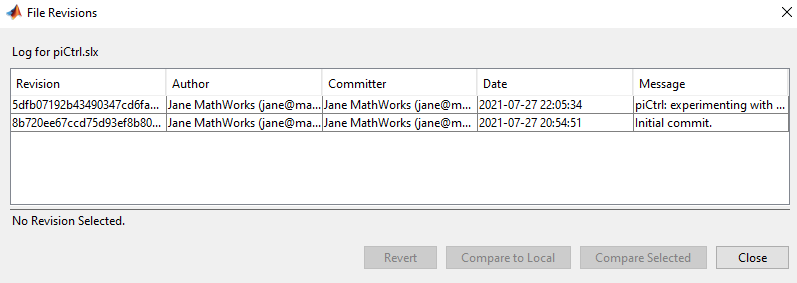 File Revisions
Log for piCtrl.slx
Revision Author Committer Date Message
5dfb07192b43490347cd6fa... Jane MathWorks (jane@ma... Jane MathWorks (jane@m... 2021-07-27 22:05:34 piCtrl: experimenting with ...
8b720ee67ccd75d93ef8b80... Jane MathWorks (jane@ma... Jane MathWorks (jane@m... 2021-07-27 20:54:51 Initial commit.
No Revision Selected.
Revert Compare to Local Compare Selected Close